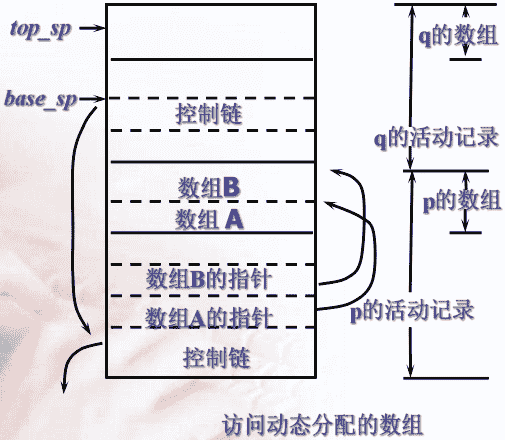 top_sp
q的数组
base_sp
控制链
q的活动记录
数组B
p的数组
数组 A
数组B的指针
数组A的指针
p的活动记录
控制链
访问动态分配的数组